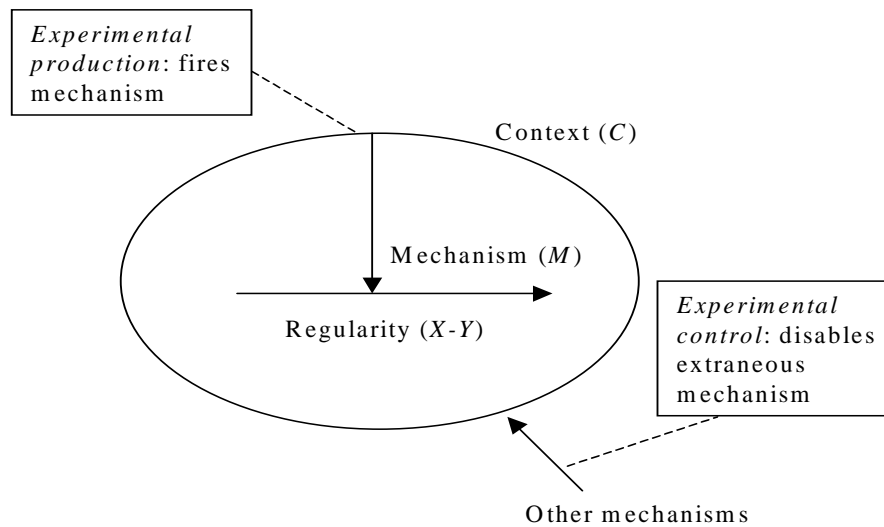 Experimental
production: fires
mechanism
Context (C)
Mechanism (M)
Regularity (X-Y)
Experimental
control: disables
extraneous
mechanism
Other mechanisms